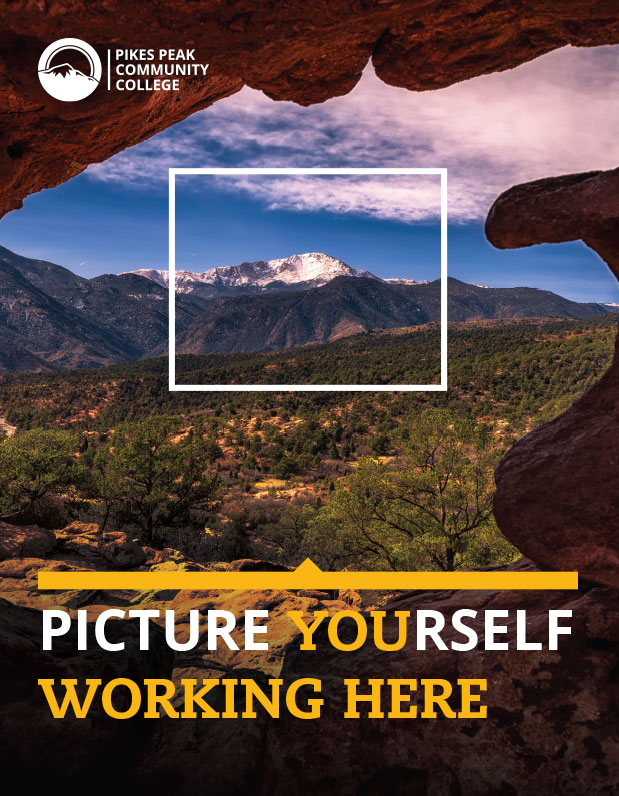 PIKES PEAK
COMMUNITY
COLLEGE
PICTURE YOURSELF
WORKING HERE